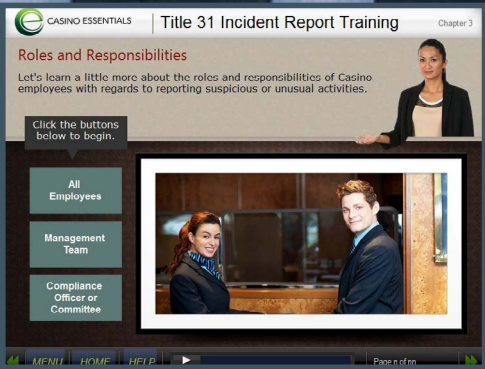 CASINO ESSENTIALS
Title 31 Incident Report Training
Chapter 3
Roles and Responsibilities
Let's learn a little more about the roles and responsibilities of Casino
employees with regards to reporting suspicious or unusual activities.
Click the buttons
below to begin.
All
Employees
Management
Team
Compliance
Officer or
Committee
MENU HOME HELP
Page n of nn